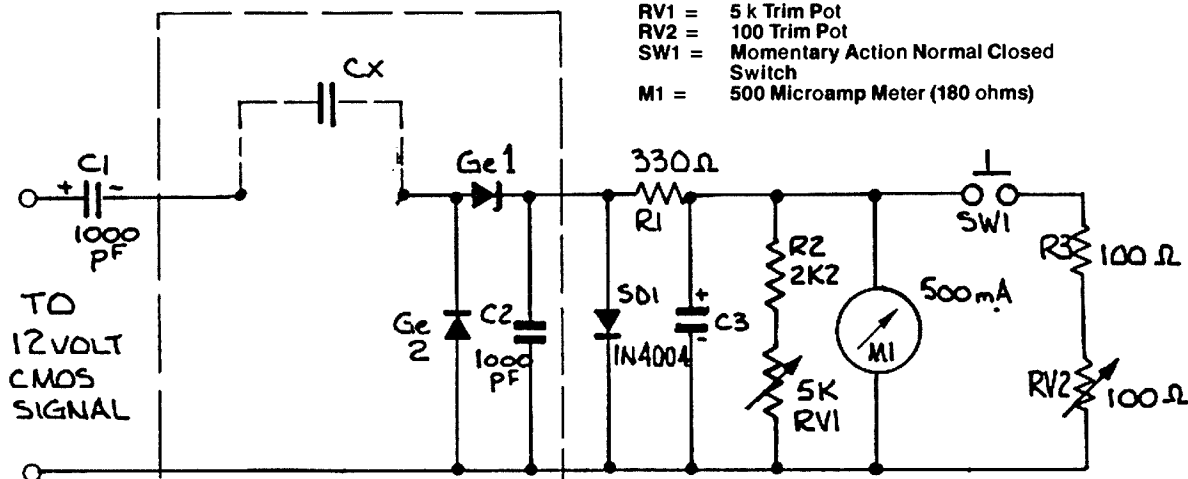 RV1 = 5 k Trim Pot
RV2 = 100 Trim Pot
SW1 = Momentary Action Normal Closed
Switch
M1 = 500 Microamp Meter (180 ohms)
CX
C1
+ -
1000
PF
Ge1
330Ω
R1
SW1
R2
2K2
R3
100Ω
500mA
TO
12 VOLT
CMOS
SIGNAL
Ge
2
C2
1000
PF
SD1
1N4004
+
C3
-
M1
5K
RV1
RV2
100Ω